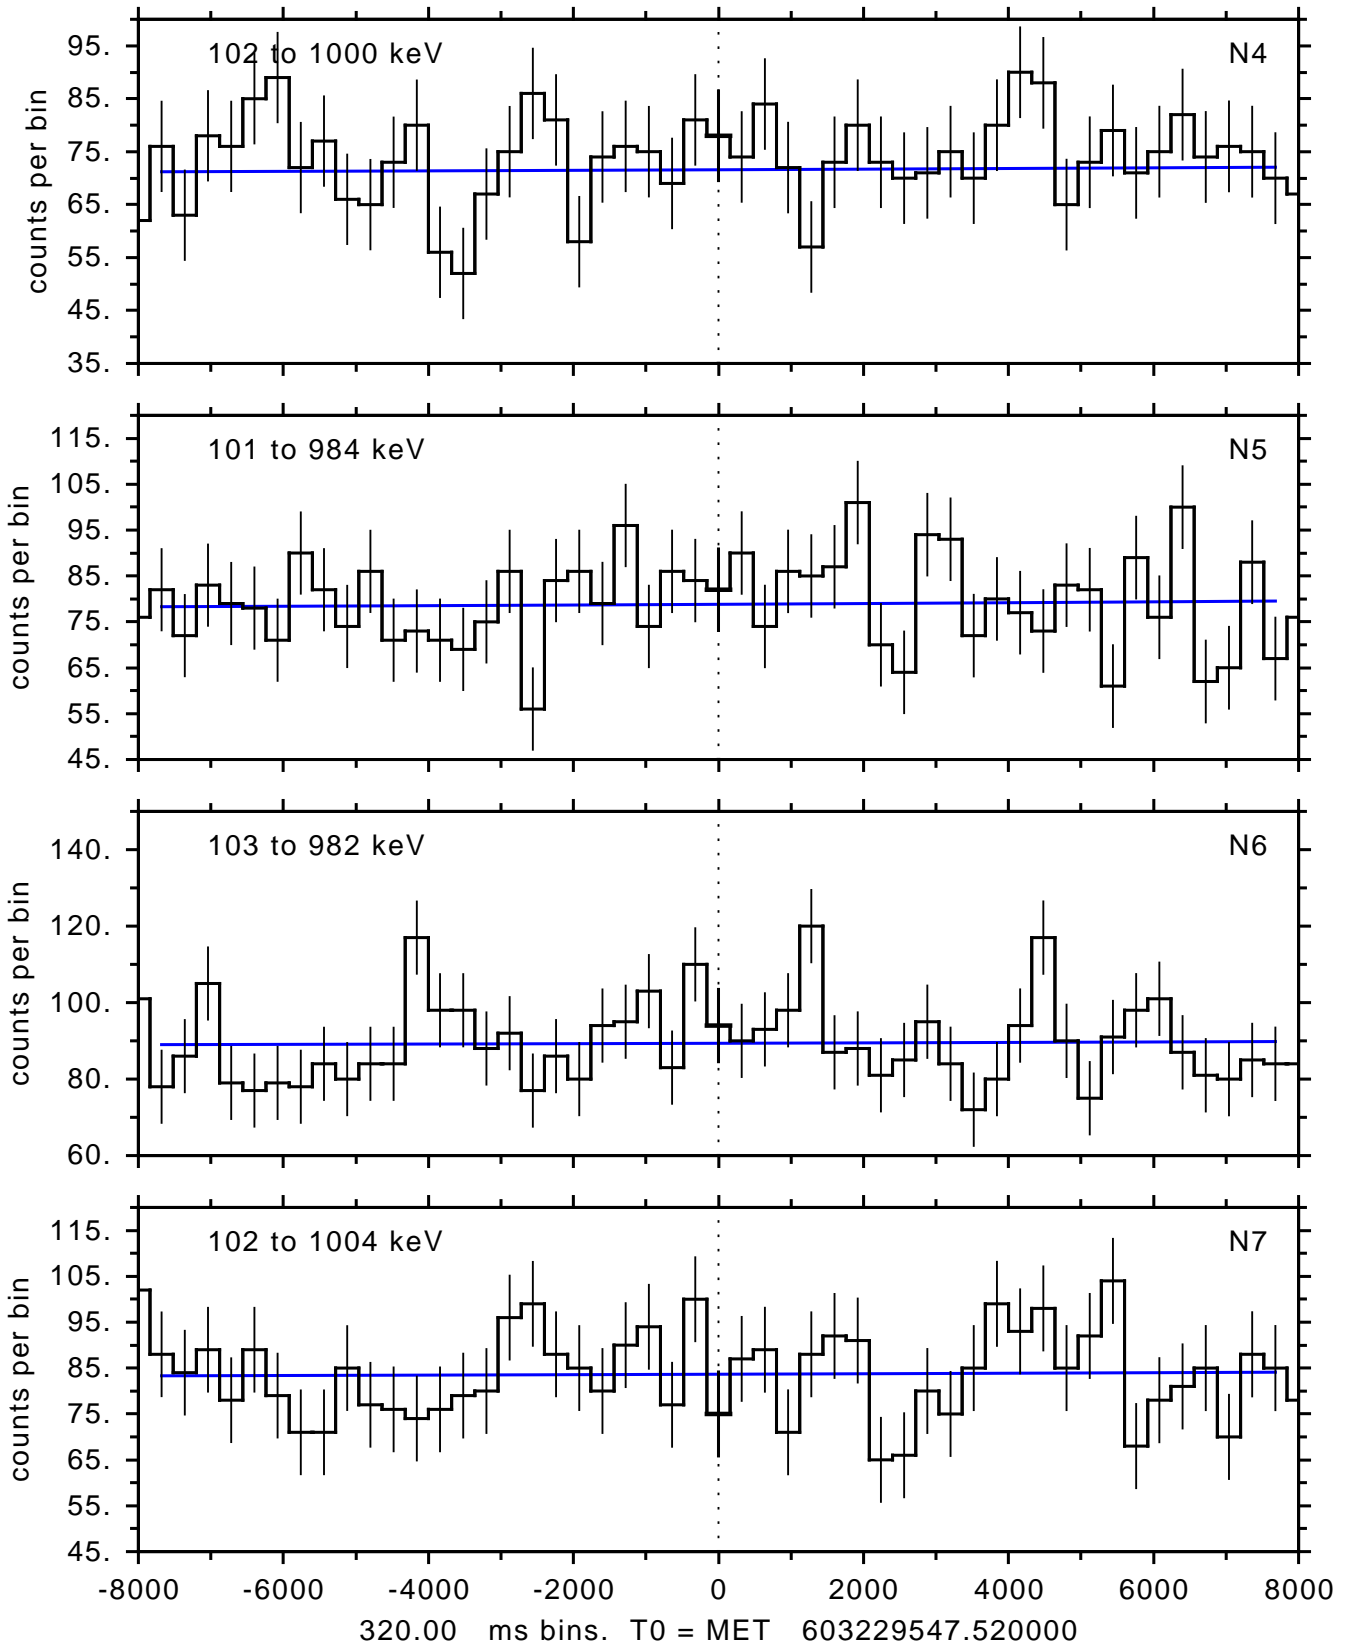 102 to 1000 keV N4
95.
85.
75.
65.
55.
45.
35.
counts per bin
101 to 984 keV N5
115.
105.
95.
85.
75.
65.
55.
45.
counts per bin
103 to 982 keV N6
140.
120.
100.
80.
60.
counts per bin
102 to 1004 keV N7
115.
105.
95.
85.
75.
65.
55.
45.
counts per bin
-8000 -6000 -4000 -2000 0 2000 4000 6000 8000
320.00 ms bins. T0 = MET 603229547.520000